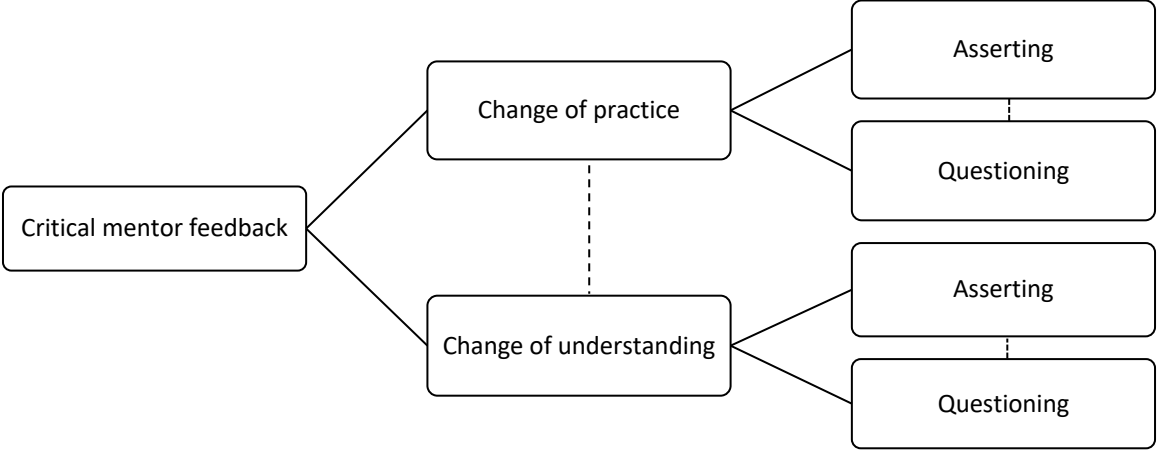 Critical mentor feedback
Change of practice
Asserting
Questioning
Change of understanding
Asserting
Questioning